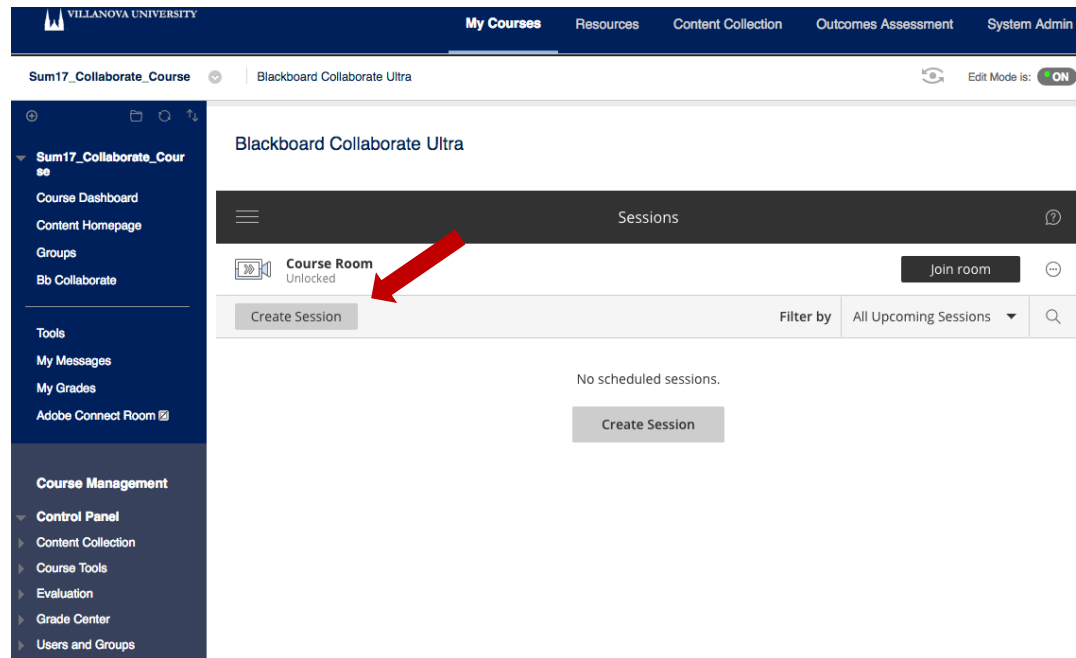 VILLANOVA UNIVERSITY
My Courses Resources Content Collection Outcomes Assessment System Admin
Sum17_Collaborate_Course Blackboard Collaborate Ultra Edit Mode is: ON
Sum17_Collaborate_Cour
se
Course Dashboard
Content Homepage
Groups
Bb Collaborate
Tools
My Messages
My Grades
Adobe Connect Room
Course Management
Control Panel
Content Collection
Course Tools
Evaluation
Grade Center
Users and Groups
Blackboard Collaborate Ultra
Sessions
Course Room
Unlocked
Join room
Create Session Filter by All Upcoming Sessions
No scheduled sessions.
Create Session